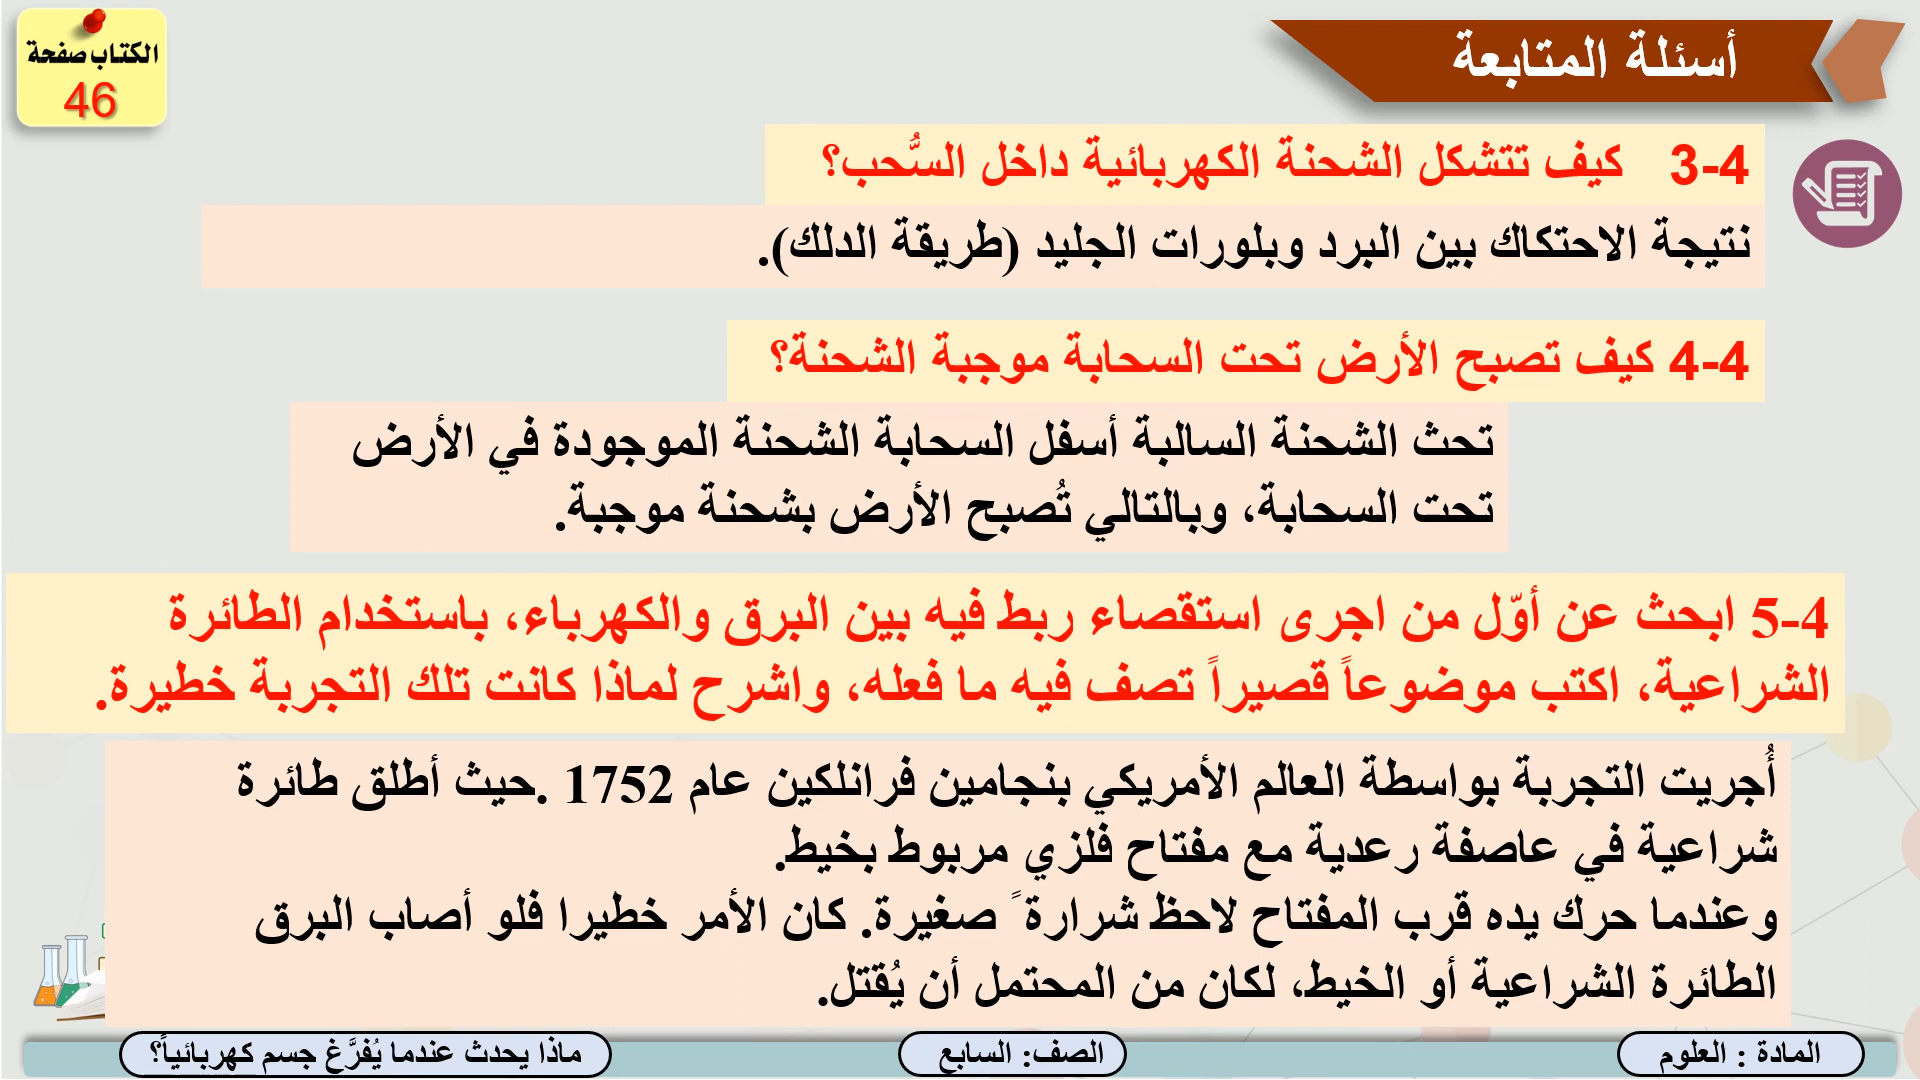 الكتاب صفحة
46
أسئلة المتابعة
3-4 كيف تتشكل الشحنة الكهربائية داخل السُّحب؟
نتيجة الاحتكاك بين البرد وبلورات الجليد (طريقة الدلك).
4-4 كيف تصبح الأرض تحت السحابة موجبة الشحنة؟
تحث الشحنة السالبة أسفل السحابة الشحنة الموجودة في الأرض
تحت السحابة، وبالتالي تُصبح الأرض بشحنة موجبة.
5-4 ابحث عن أوّل من اجرى استقصاء ربط فيه بين البرق والكهرباء، باستخدام الطائرة
الشراعية، اكتب موضوعاً قصيراً تصف فيه ما فعله، واشرح لماذا كانت تلك التجربة خطيرة.
أُجريت التجربة بواسطة العالم الأمريكي بنجامين فرانلكين عام 1752 .حيث أطلق طائرة
شراعية في عاصفة رعدية مع مفتاح فلزي مربوط بخيط.
وعندما حرك يده قرب المفتاح لاحظ شرارة ً صغيرة. كان الأمر خطيرا فلو أصاب البرق
الطائرة الشراعية أو الخيط، لكان من المحتمل أن يُقتل.
المادة : العلوم
الصف: السابع
ماذا يحدث عندما يُفرَّغ جسم كهربائياً؟